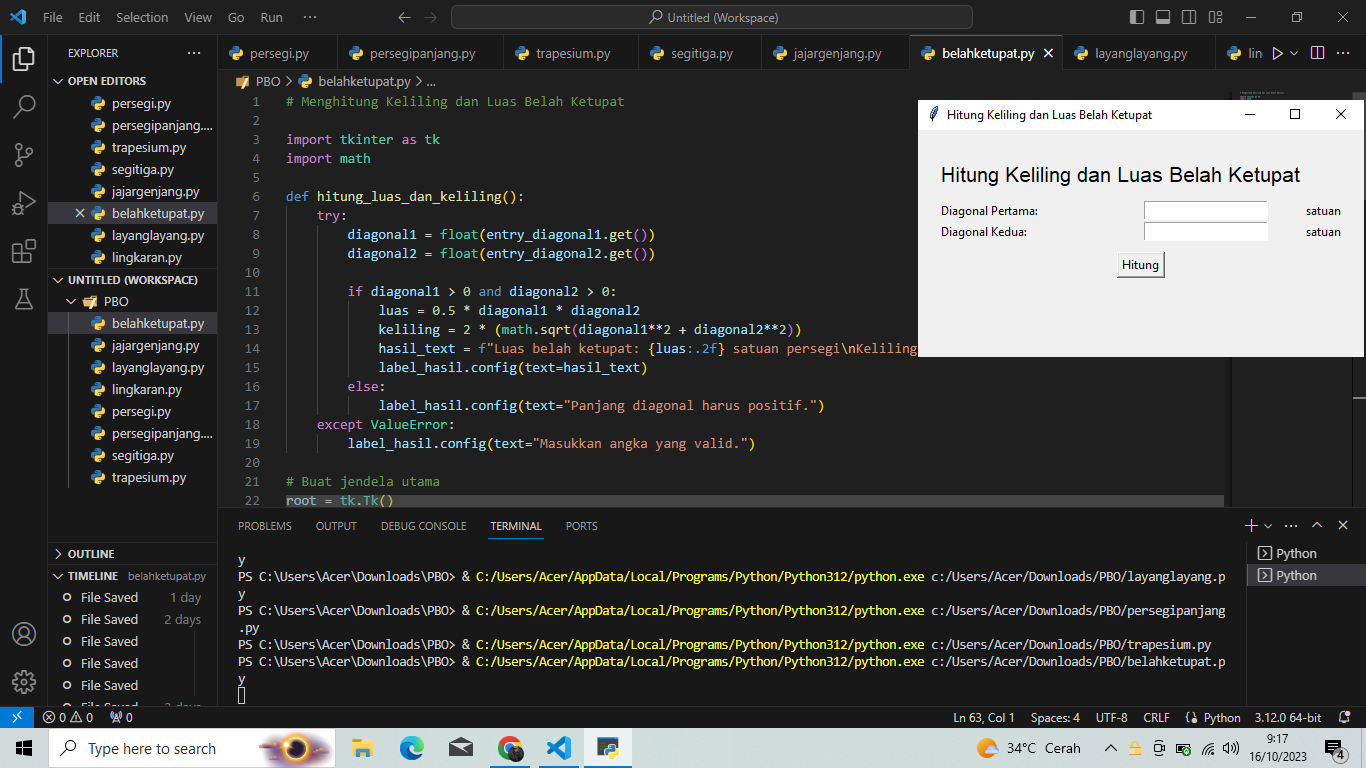 File Edit Selection View Go Run ··· Untitled (Workspace)
EXPLORER ···
OPEN EDITORS
persegi.py
persegipanjang....
trapesium.py
segitiga.py
jajargenjang.py
belahketupat.py
layanglayang.py
lingkaran.py
UNTITLED (WORKSPACE)
PBO
belahketupat.py
jajargenjang.py
layanglayang.py
lingkaran.py
persegi.py
persegipanjang....
segitiga.py
trapesium.py
OUTLINE
TIMELINE belahketupat.py
File Saved 1 day
File Saved 2 days
File Saved
File Saved
File Saved
persegi.py persegipanjang.py trapesium.py segitiga.py jajargenjang.py belahketupat.py layanglayang.py lin
PBO > belahketupat.py > ...
1 # Menghitung Keliling dan Luas Belah Ketupat
2
3 import tkinter as tk
4 import math
5
6 def hitung_luas_dan_keliling():
7 try:
8 diagonal1 = float(entry_diagonal1.get())
9 diagonal2 = float(entry_diagonal2.get())
10
11 if diagonal1 > 0 and diagonal2 > 0:
12 luas = 0.5 * diagonal1 * diagonal2
13 keliling = 2 * (math.sqrt(diagonal1**2 + diagonal2**2))
14 hasil_text = f"Luas belah ketupat: {luas:.2f} satuan persegi\nKeliling
15 label_hasil.config(text=hasil_text)
16 else:
17 label_hasil.config(text="Panjang diagonal harus positif.")
18 except ValueError:
19 label_hasil.config(text="Masukkan angka yang valid.")
20
21 # Buat jendela utama
22 root = tk.Tk()
Hitung Keliling dan Luas Belah Ketupat
Hitung Keliling dan Luas Belah Ketupat
Diagonal Pertama: satuan
Diagonal Kedua: satuan
Hitung
PROBLEMS OUTPUT DEBUG CONSOLE TERMINAL PORTS
y
PS C:\Users\Acer\Downloads\PBO> & C:/Users/Acer/AppData/Local/Programs/Python/Python312/python.exe c:/Users/Acer/Downloads/PBO/layanglayang.p
y
PS C:\Users\Acer\Downloads\PBO> & C:/Users/Acer/AppData/Local/Programs/Python/Python312/python.exe c:/Users/Acer/Downloads/PBO/persegipanjang
.py
PS C:\Users\Acer\Downloads\PBO> & C:/Users/Acer/AppData/Local/Programs/Python/Python312/python.exe c:/Users/Acer/Downloads/PBO/trapesium.py
PS C:\Users\Acer\Downloads\PBO> & C:/Users/Acer/AppData/Local/Programs/Python/Python312/python.exe c:/Users/Acer/Downloads/PBO/belahketupat.p
y
Python
Python
0 0 0 Ln 63, Col 1 Spaces: 4 UTF-8 CRLF Python 3.12.0 64-bit
Type here to search 34°C Cerah 9:17
16/10/2023 4